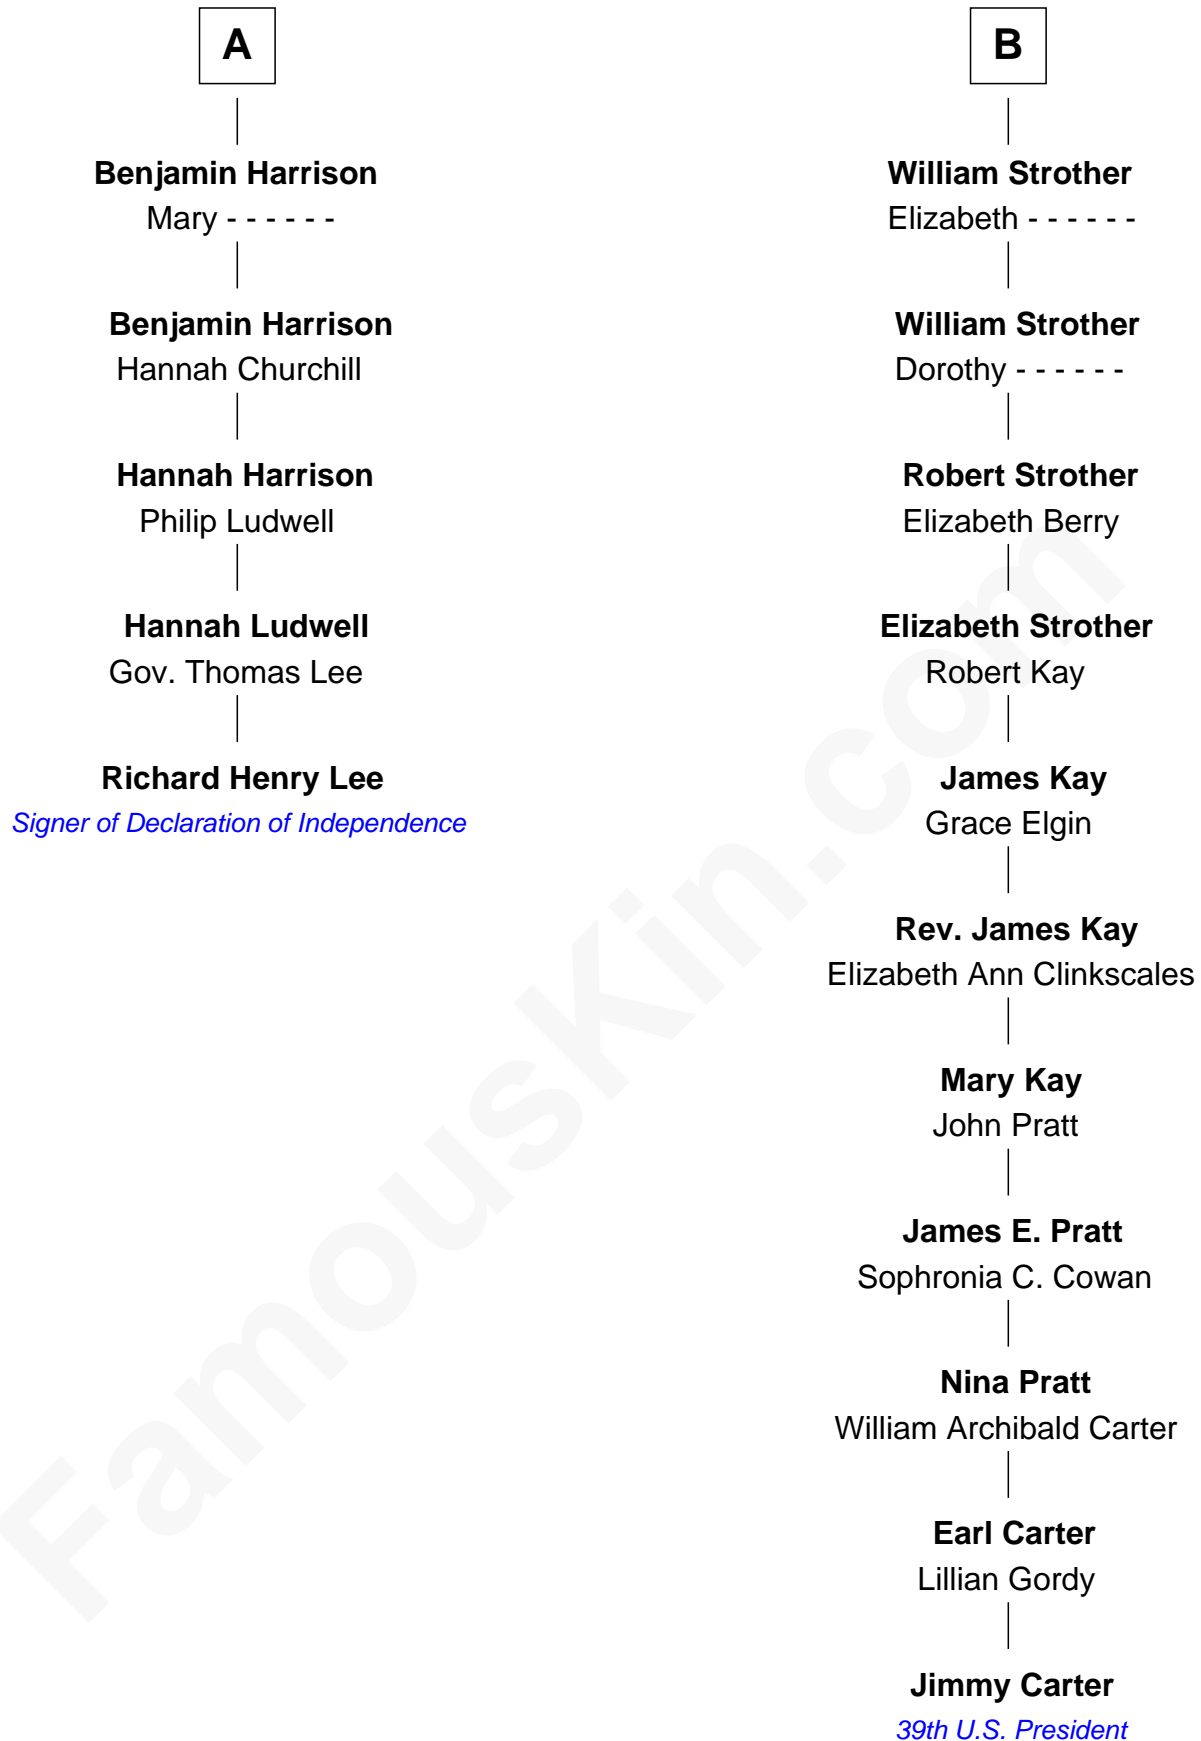 A
Benjamin Harrison
Mary - - - - - -
Benjamin Harrison
Hannah Churchill
Hannah Harrison
Philip Ludwell
Hannah Ludwell
Gov. Thomas Lee
Richard Henry Lee
Signer of Declaration of Independence
B
William Strother
Elizabeth - - - - - -
William Strother
Dorothy - - - - - -
Robert Strother
Elizabeth Berry
Elizabeth Strother
Robert Kay
James Kay
Grace Elgin
Rev. James Kay
Elizabeth Ann Clinkscales
Mary Kay
John Pratt
James E. Pratt
Sophronia C. Cowan
Nina Pratt
William Archibald Carter
Earl Carter
Lillian Gordy
Jimmy Carter
39th U.S. President
FamousKin.com